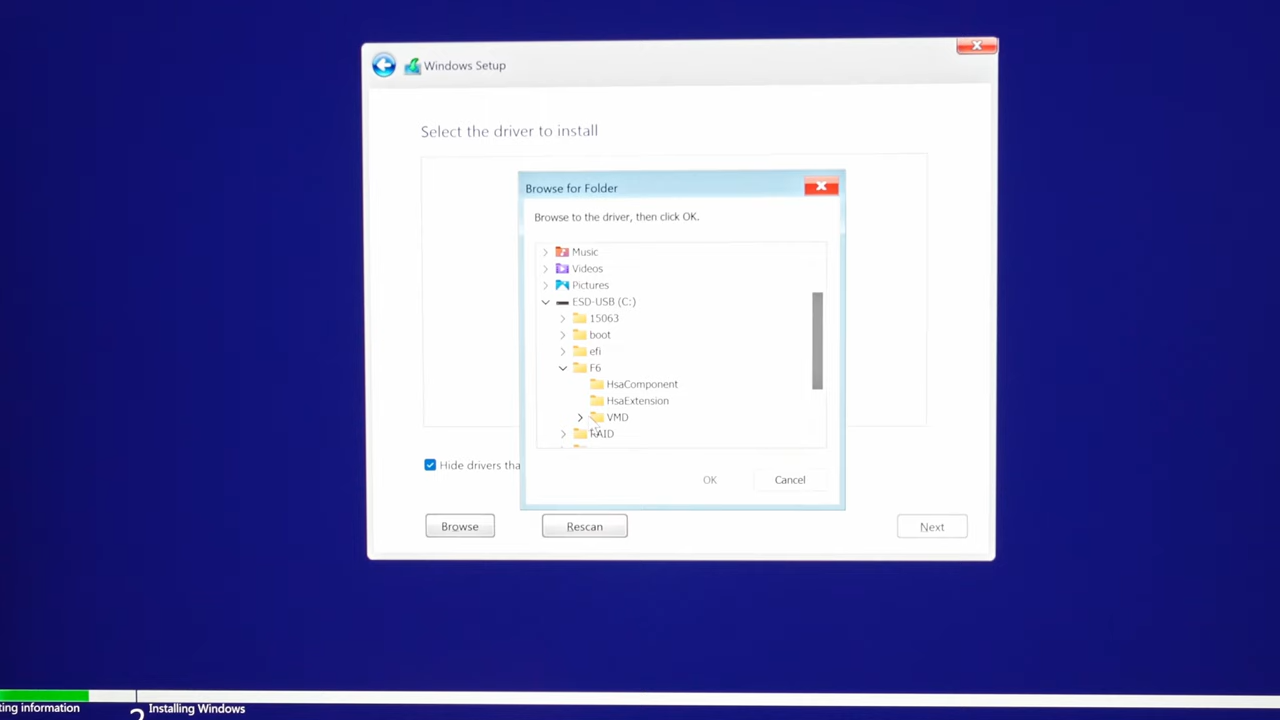 Windows Setup
Select the driver to install
Browse for Folder
Browse to the driver, then click OK.
Music
Videos
Pictures
ESD-USB (C:)
15063
boot
efi
F6
HsaComponent
HsaExtension
VMD
RAID
OK Cancel
Hide drivers tha
Browse Rescan Next
ting information 2 Installing Windows